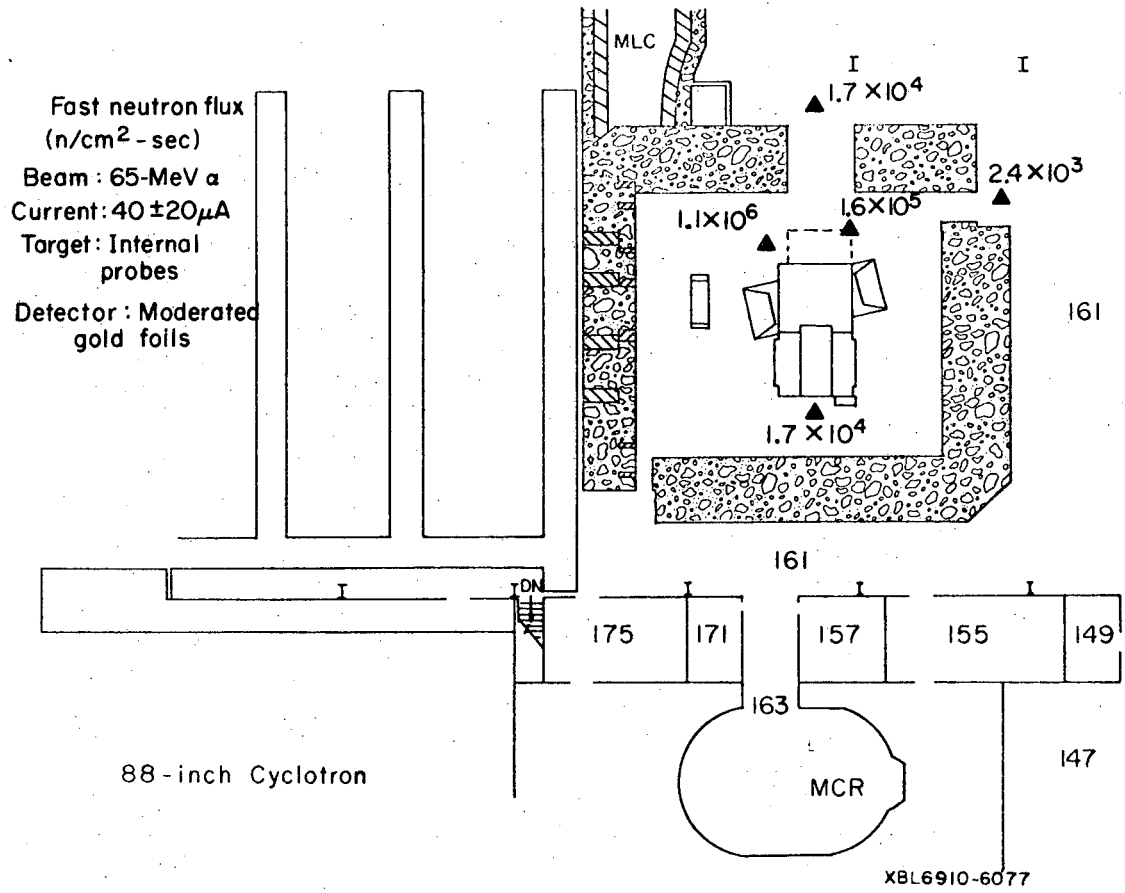 MLC
I
I
1.7 × 10⁴
Fast neutron flux
(n/cm² - sec)
Beam : 65-MeV α
Current: 40 ± 20μA
Target: Internal
probes
Detector : Moderated
gold foils
2.4 × 10³
1.1 × 10⁶
1.6 × 10⁵
161
1.7 × 10⁴
161
I
I
DN
I
I
I
175
171
157
155
149
163
147
88-inch Cyclotron
MCR
XBL6910-6077